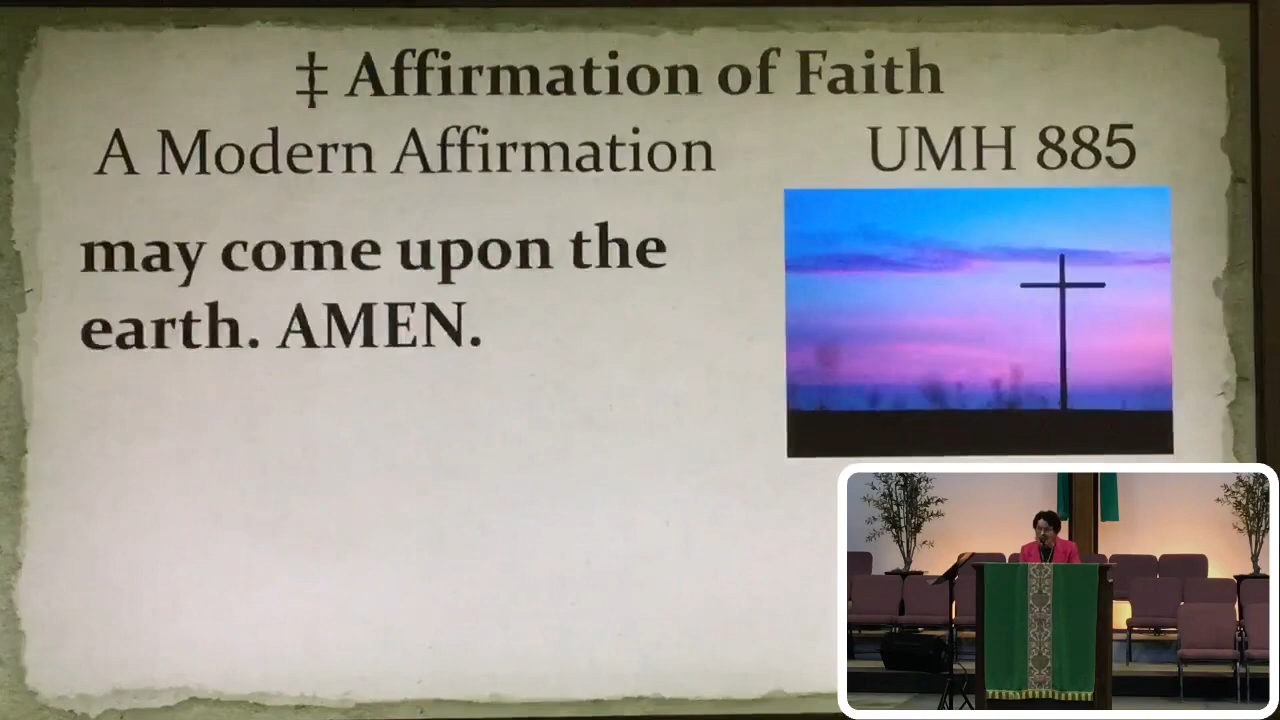 ‡ Affirmation of Faith
A Modern Affirmation UMH 885
may come upon the
earth. AMEN.